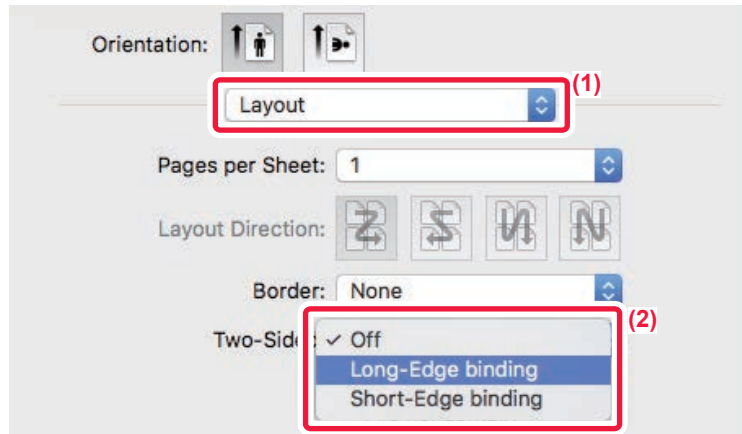 Orientation:
(1)
Layout
Pages per Sheet: 1
Layout Direction:
Border: None
(2)
Two-Side : ✓ Off
Long-Edge binding
Short-Edge binding